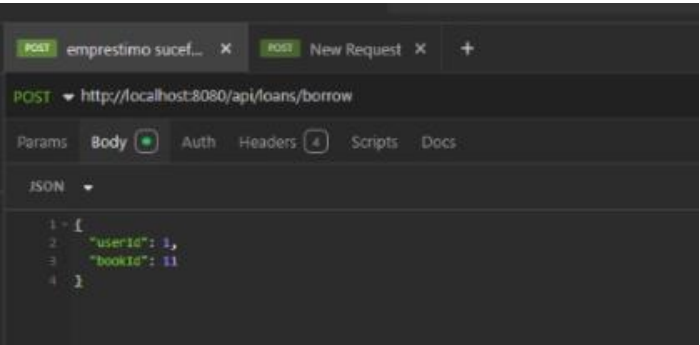 POST emprestimo sucef... × POST New Request × +
POST http://localhost:8080/api/loans/borrow
Params Body Auth Headers 4 Scripts Docs
JSON
1 {
2 "userId": 1,
3 "bookId": 11
4 }